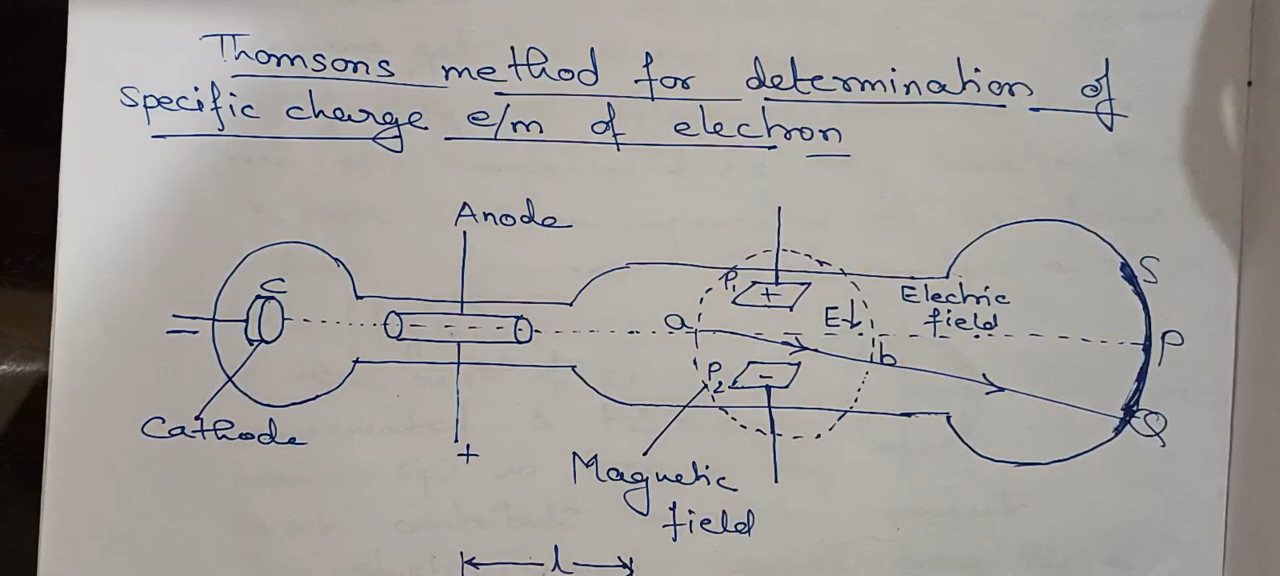 Thomsons method for determination of
specific charge e/m of electron
Anode
C
S
P1
+
E↓
Electric
field
a
P
b
P2
-
Q
Cathode
+
Magnetic
field
l